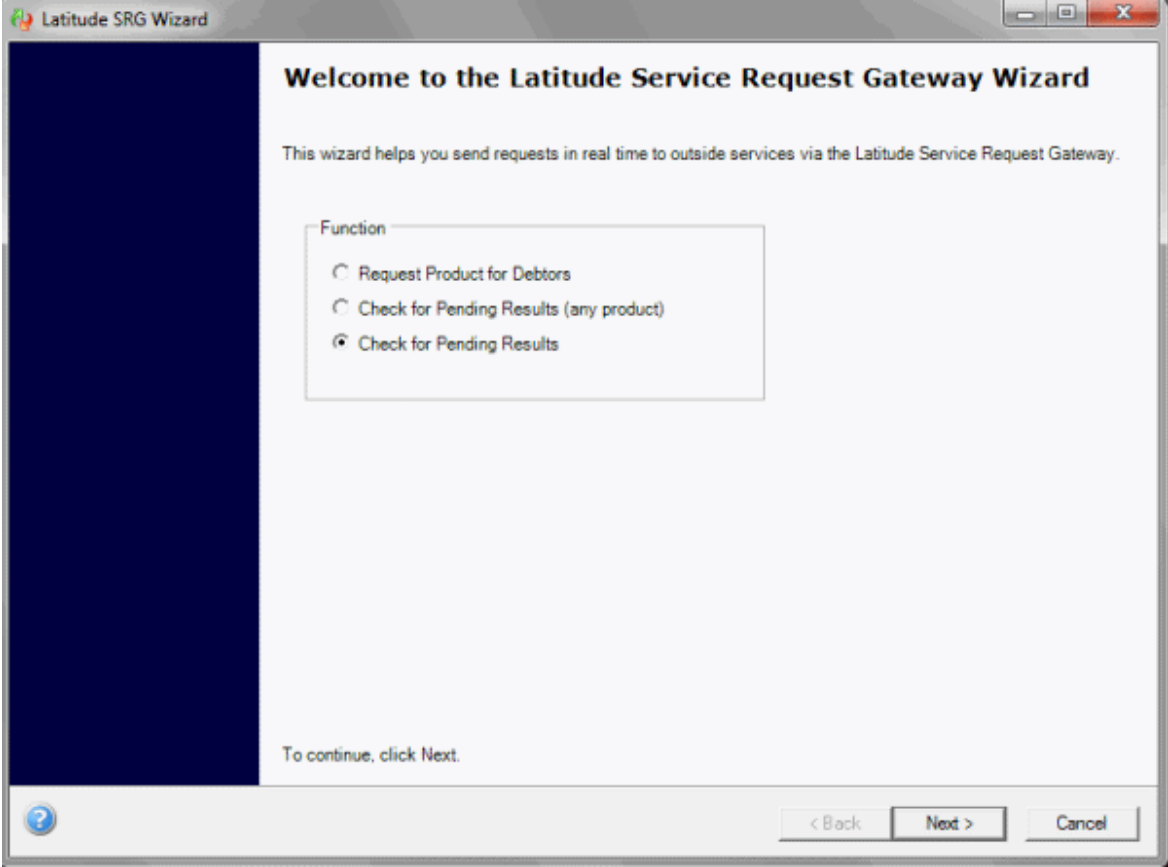 Latitude SRG Wizard
Welcome to the Latitude Service Request Gateway Wizard
This wizard helps you send requests in real time to outside services via the Latitude Service Request Gateway.
Function
Request Product for Debtors
Check for Pending Results (any product)
Check for Pending Results
To continue, click Next.
?
< Back
Next >
Cancel